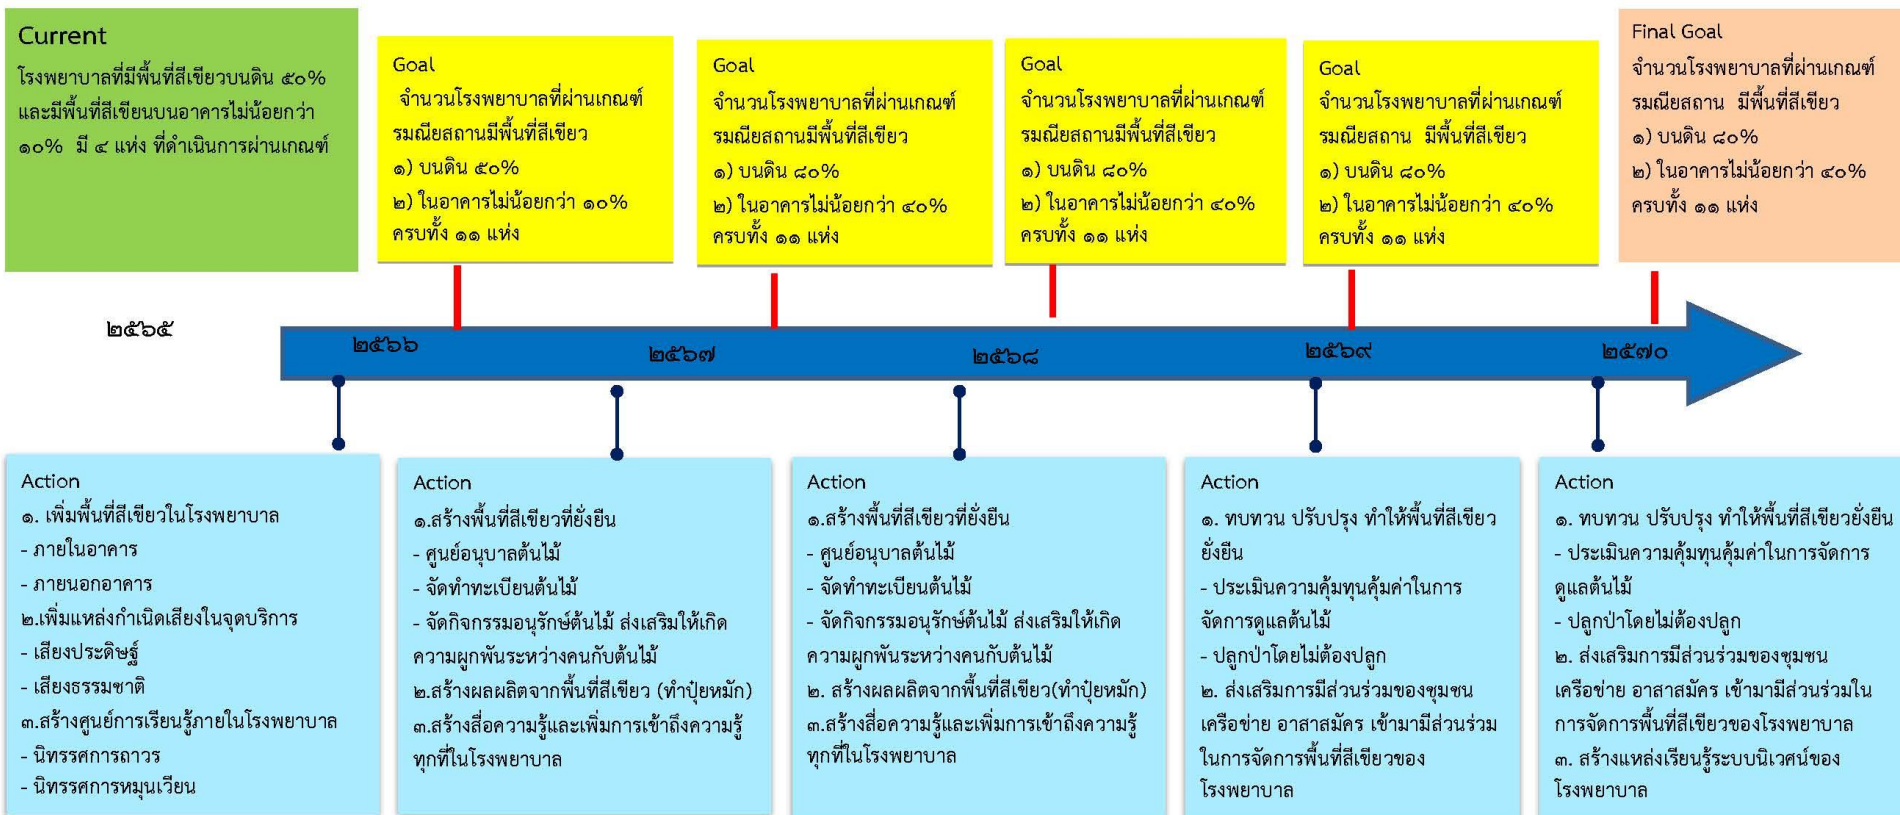 Current
โรงพยาบาลที่มีพื้นที่สีเขียวบนดิน ๕๐%
และมีพื้นที่สีเขียนบนอาคารไม่น้อยกว่า
๑๐%  มี ๔ แห่ง ที่ดำเนินการผ่านเกณฑ์
Goal
จำนวนโรงพยาบาลที่ผ่านเกณฑ์
รมณียสถานมีพื้นที่สีเขียว
๑) บนดิน ๕๐%
๒) ในอาคารไม่น้อยกว่า ๑๐%
ครบทั้ง ๑๑ แห่ง
Goal
จำนวนโรงพยาบาลที่ผ่านเกณฑ์
รมณียสถานมีพื้นที่สีเขียว
๑) บนดิน ๘๐%
๒) ในอาคารไม่น้อยกว่า ๔๐%
ครบทั้ง ๑๑ แห่ง
Goal
จำนวนโรงพยาบาลที่ผ่านเกณฑ์
รมณียสถานมีพื้นที่สีเขียว
๑) บนดิน ๘๐%
๒) ในอาคารไม่น้อยกว่า ๔๐%
ครบทั้ง ๑๑ แห่ง
Goal
จำนวนโรงพยาบาลที่ผ่านเกณฑ์
รมณียสถาน  มีพื้นที่สีเขียว
๑) บนดิน ๘๐%
๒) ในอาคารไม่น้อยกว่า ๔๐%
ครบทั้ง ๑๑ แห่ง
Final Goal
จำนวนโรงพยาบาลที่ผ่านเกณฑ์
รมณียสถาน  มีพื้นที่สีเขียว
๑) บนดิน ๘๐%
๒) ในอาคารไม่น้อยกว่า ๔๐%
ครบทั้ง ๑๑ แห่ง
๒๕๖๕
๒๕๖๖
๒๕๖๗
๒๕๖๘
๒๕๖๙
๒๕๗๐
Action
๑. เพิ่มพื้นที่สีเขียวในโรงพยาบาล
- ภายในอาคาร
- ภายนอกอาคาร
๒.เพิ่มแหล่งกำเนิดเสียงในจุดบริการ
- เสียงประดิษฐ์
- เสียงธรรมชาติ
๓.สร้างศูนย์การเรียนรู้ภายในโรงพยาบาล
- นิทรรศการถาวร
- นิทรรศการหมุนเวียน
Action
๑.สร้างพื้นที่สีเขียวที่ยั่งยืน
- ศูนย์อนุบาลต้นไม้
- จัดทำทะเบียนต้นไม้
- จัดกิจกรรมอนุรักษ์ต้นไม้ ส่งเสริมให้เกิด
ความผูกพันระหว่างคนกับต้นไม้
๒.สร้างผลผลิตจากพื้นที่สีเขียว (ทำปุ๋ยหมัก)
๓.สร้างสื่อความรู้และเพิ่มการเข้าถึงความรู้
ทุกที่ในโรงพยาบาล
Action
๑.สร้างพื้นที่สีเขียวที่ยั่งยืน
- ศูนย์อนุบาลต้นไม้
- จัดทำทะเบียนต้นไม้
- จัดกิจกรรมอนุรักษ์ต้นไม้ ส่งเสริมให้เกิด
ความผูกพันระหว่างคนกับต้นไม้
๒. สร้างผลผลิตจากพื้นที่สีเขียว(ทำปุ๋ยหมัก)
๓.สร้างสื่อความรู้และเพิ่มการเข้าถึงความรู้
ทุกที่ในโรงพยาบาล
Action
๑. ทบทวน ปรับปรุง ทำให้พื้นที่สีเขียว
ยั่งยืน
- ประเมินความคุ้มทุนคุ้มค่าในการ
จัดการดูแลต้นไม้
- ปลูกป่าโดยไม่ต้องปลูก
๒. ส่งเสริมการมีส่วนร่วมของชุมชน
เครือข่าย อาสาสมัคร เข้ามามีส่วนร่วม
ในการจัดการพื้นที่สีเขียวของ
โรงพยาบาล
Action
๑. ทบทวน ปรับปรุง ทำให้พื้นที่สีเขียวยั่งยืน
- ประเมินความคุ้มทุนคุ้มค่าในการจัดการ
ดูแลต้นไม้
- ปลูกป่าโดยไม่ต้องปลูก
๒. ส่งเสริมการมีส่วนร่วมของชุมชน
เครือข่าย อาสาสมัคร เข้ามามีส่วนร่วมใน
การจัดการพื้นที่สีเขียวของโรงพยาบาล
๓. สร้างแหล่งเรียนรู้ระบบนิเวศน์ของ
โรงพยาบาล